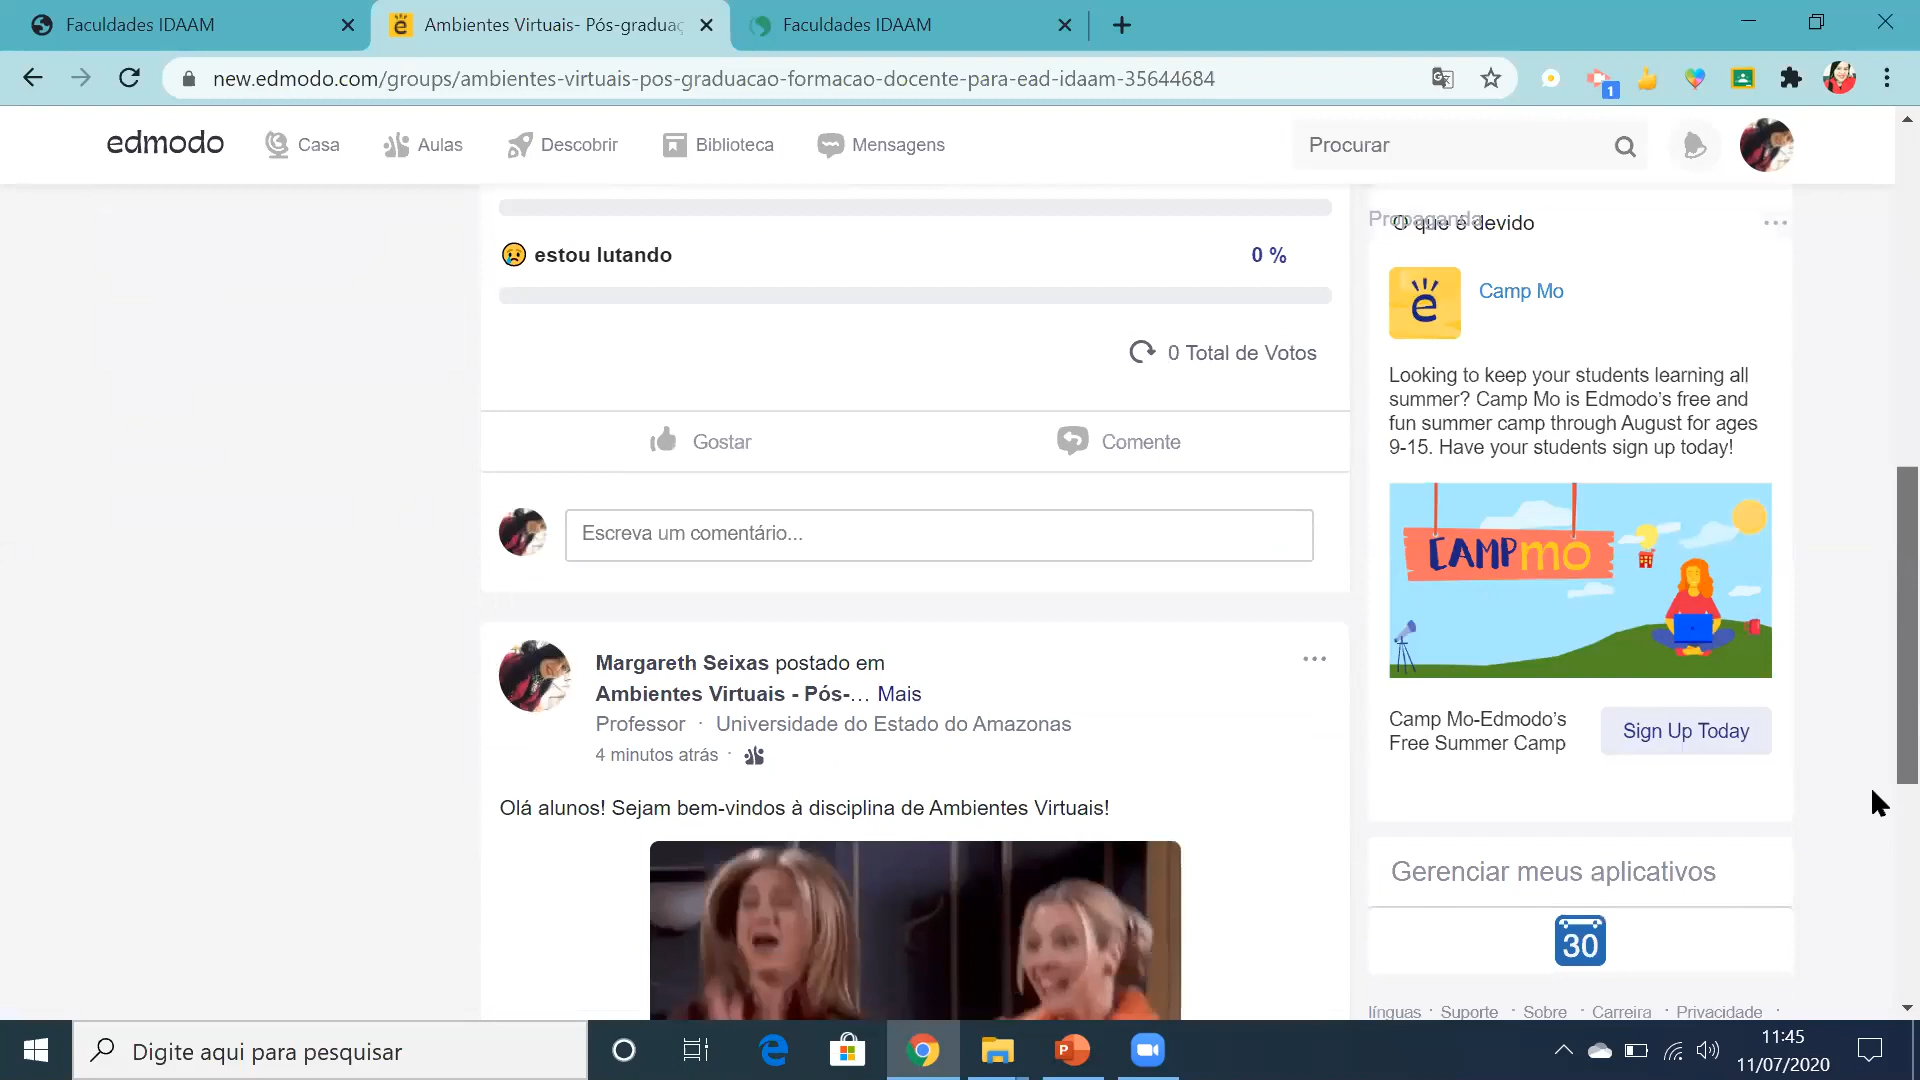 Faculdades IDAAM
Ambientes Virtuais- Pós-graduaç
Faculdades IDAAM
new.edmodo.com/groups/ambientes-virtuais-pos-graduacao-formacao-docente-para-ead-idaam-35644684
1
edmodo
Casa
Aulas
Descobrir
Biblioteca
Mensagens
Procurar
estou lutando
0 %
0 Total de Votos
Gostar
Comente
Escreva um comentário...
Margareth Seixas postado em
Ambientes Virtuais - Pós-… Mais
Professor · Universidade do Estado do Amazonas
4 minutos atrás ·
Olá alunos! Sejam bem-vindos à disciplina de Ambientes Virtuais!
Propaganda
O que é devido
Camp Mo
Looking to keep your students learning all
summer? Camp Mo is Edmodo's free and
fun summer camp through August for ages
9-15. Have your students sign up today!
CAMPmo
Camp Mo-Edmodo's
Free Summer Camp
Sign Up Today
Gerenciar meus aplicativos
30
línguas · Suporte · Sobre · Carreira · Privacidade ·
Digite aqui para pesquisar
11:45
11/07/2020